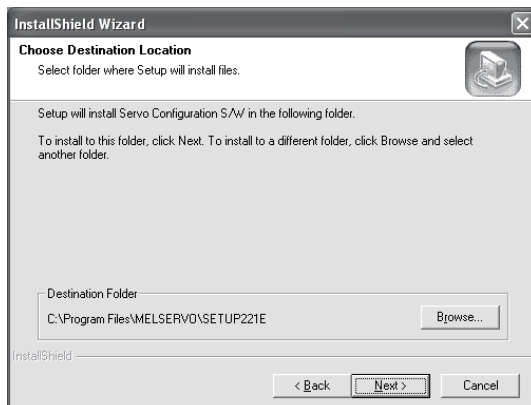 InstallShield Wizard
Choose Destination Location
Select folder where Setup will install files.
Setup will install Servo Configuration S/W in the following folder.
To install to this folder, click Next. To install to a different folder, click Browse and select
another folder.
Destination Folder
C:\Program Files\MELSERVO\SETUP221E
Browse...
InstallShield
< Back
Next >
Cancel